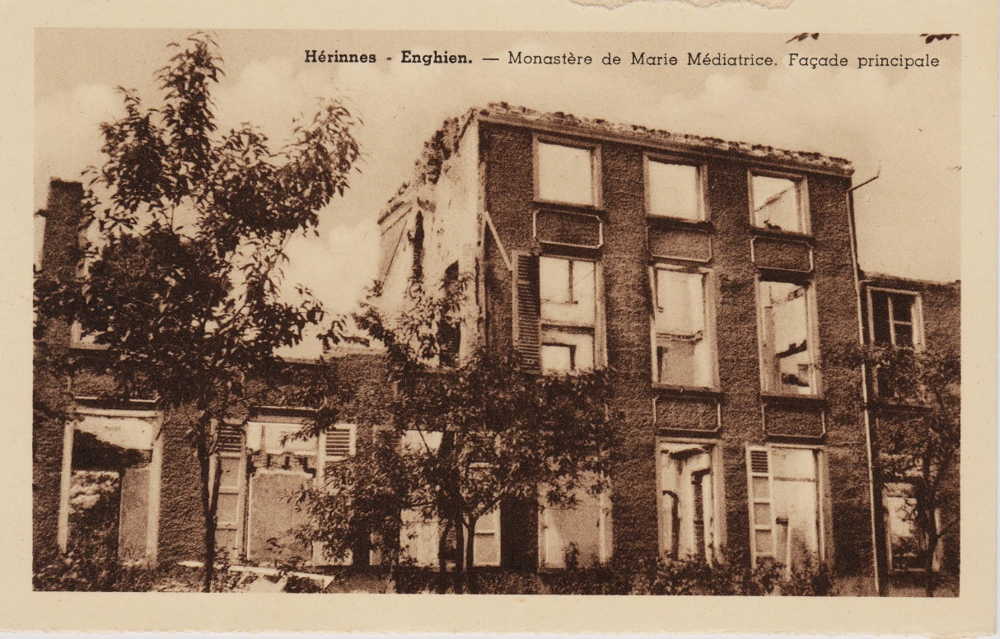 Hérinnes - Enghien. — Monastère de Marie Médiatrice. Façade principale